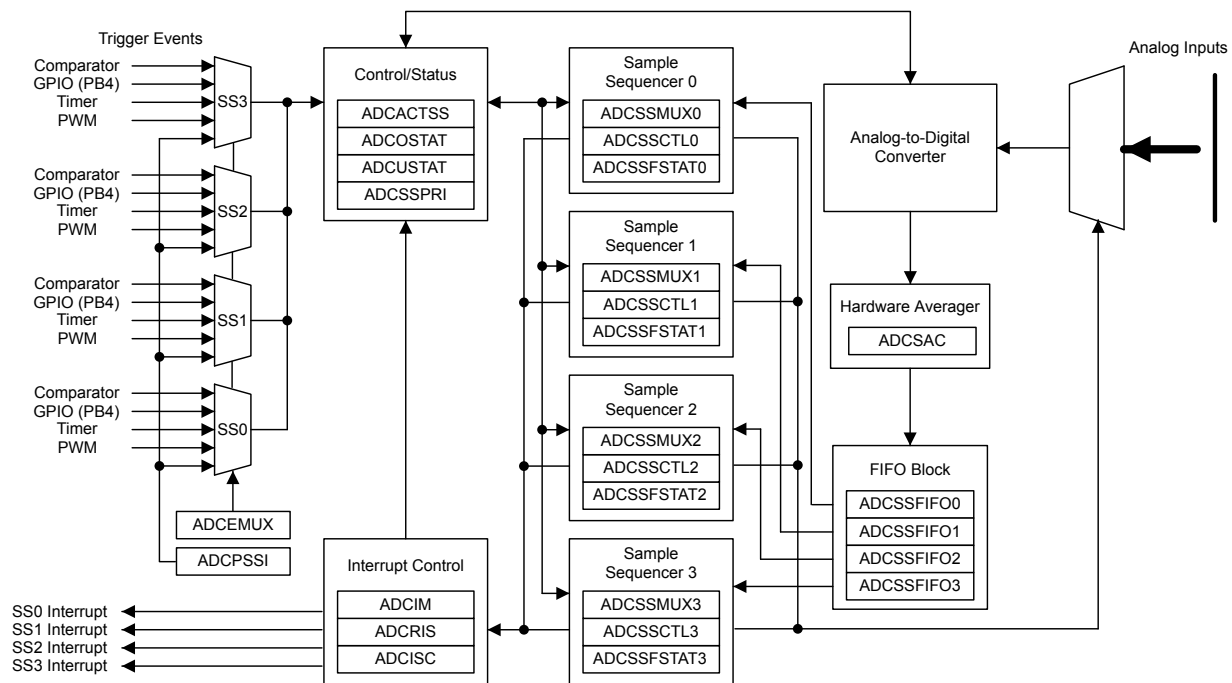 Trigger Events
Comparator
GPIO (PB4)
Timer
PWM
SS3
Comparator
GPIO (PB4)
Timer
PWM
SS2
Comparator
GPIO (PB4)
Timer
PWM
SS1
Comparator
GPIO (PB4)
Timer
PWM
SS0
ADCEMUX
ADCPSSI
SS0 Interrupt
SS1 Interrupt
SS2 Interrupt
SS3 Interrupt
Control/Status
ADCACTSS
ADCOSTAT
ADCUSTAT
ADCSSPRI
Interrupt Control
ADCIM
ADCRIS
ADCISC
Sample
Sequencer 0
ADCSSMUX0
ADCSSCTL0
ADCSSFSTAT0
Sample
Sequencer 1
ADCSSMUX1
ADCSSCTL1
ADCSSFSTAT1
Sample
Sequencer 2
ADCSSMUX2
ADCSSCTL2
ADCSSFSTAT2
Sample
Sequencer 3
ADCSSMUX3
ADCSSCTL3
ADCSSFSTAT3
Analog-to-Digital
Converter
Hardware Averager
ADCSAC
FIFO Block
ADCSSFIFO0
ADCSSFIFO1
ADCSSFIFO2
ADCSSFIFO3
Analog Inputs